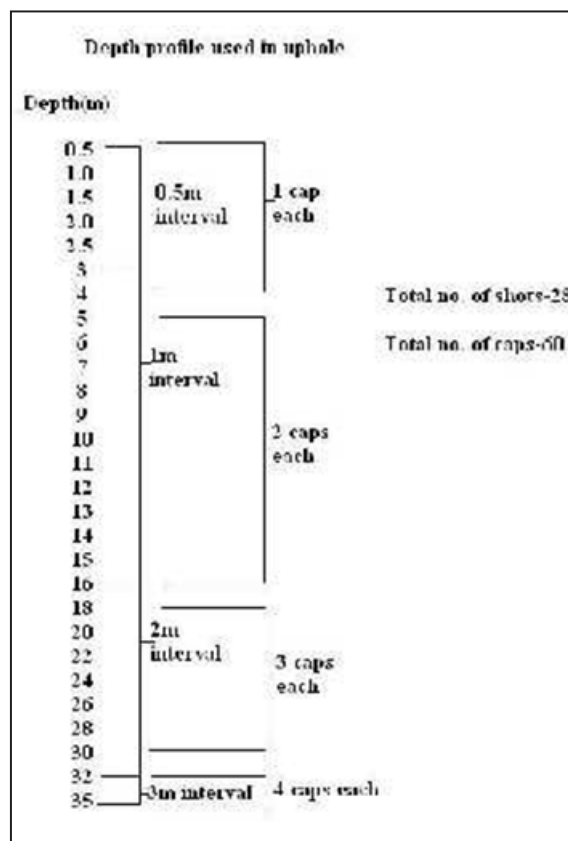 Depth profile used in uphole
Depth(m)
0.5
1.0
1.5
2.0
2.5
3
4
5
6
7
8
9
10
11
12
13
14
15
16
18
20
22
24
26
28
30
32
35
0.5m
interval
1 cap
each
Total no. of shots-28
Total no. of caps-60
1m
interval
2 caps
each
2m
interval
3 caps
each
3m interval
4 caps each